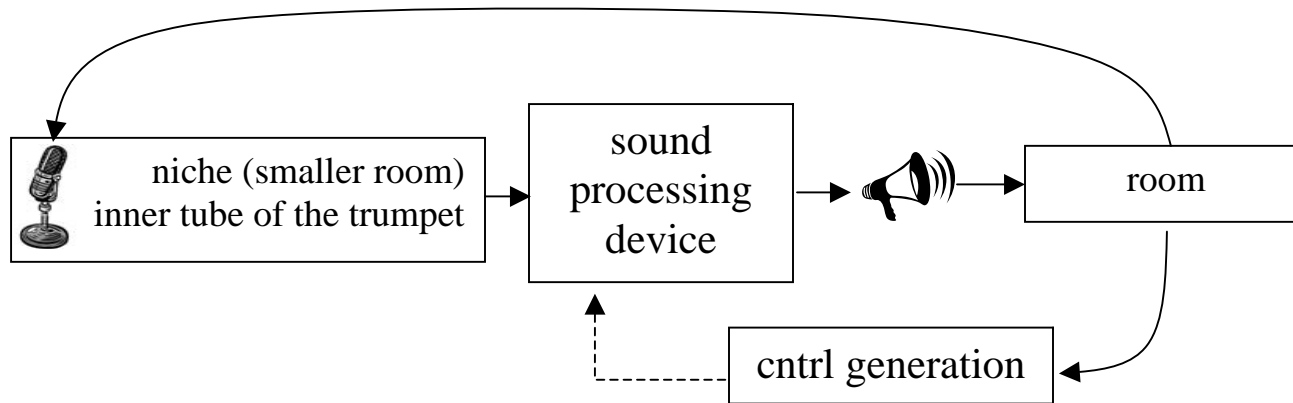 niche (smaller room)
inner tube of the trumpet
sound
processing
device
room
cntrl generation